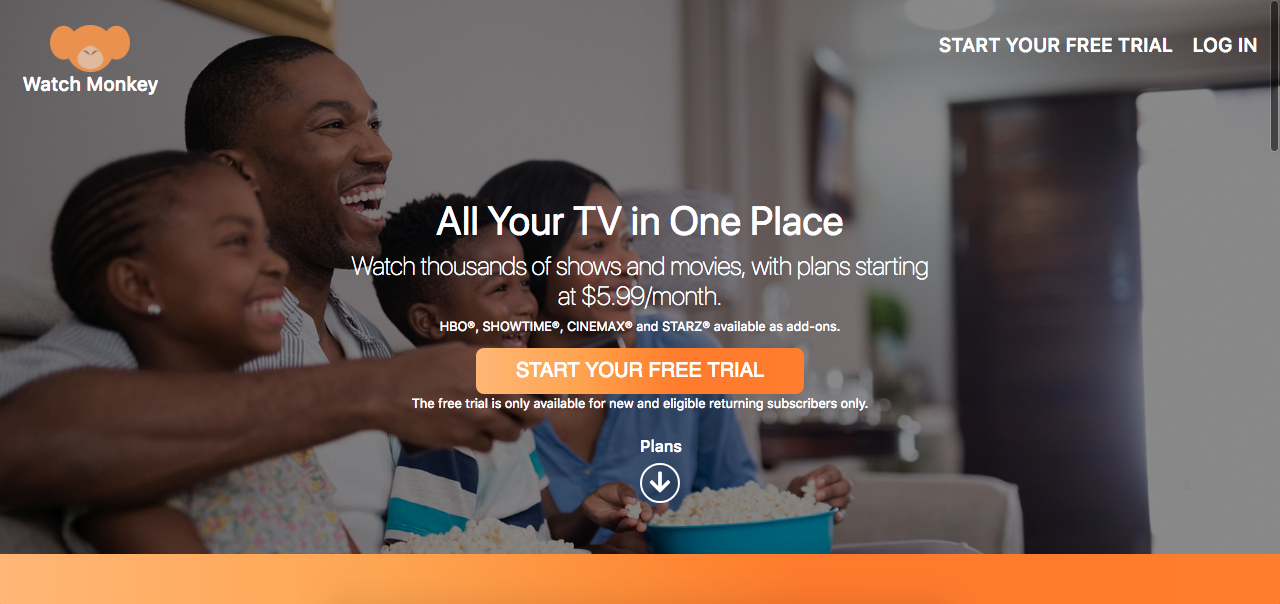 Watch Monkey
START YOUR FREE TRIAL LOG IN
All Your TV in One Place
Watch thousands of shows and movies, with plans starting
at $5.99/month.
HBO®, SHOWTIME®, CINEMAX® and STARZ® available as add-ons.
START YOUR FREE TRIAL
The free trial is only available for new and eligible returning subscribers only.
Plans